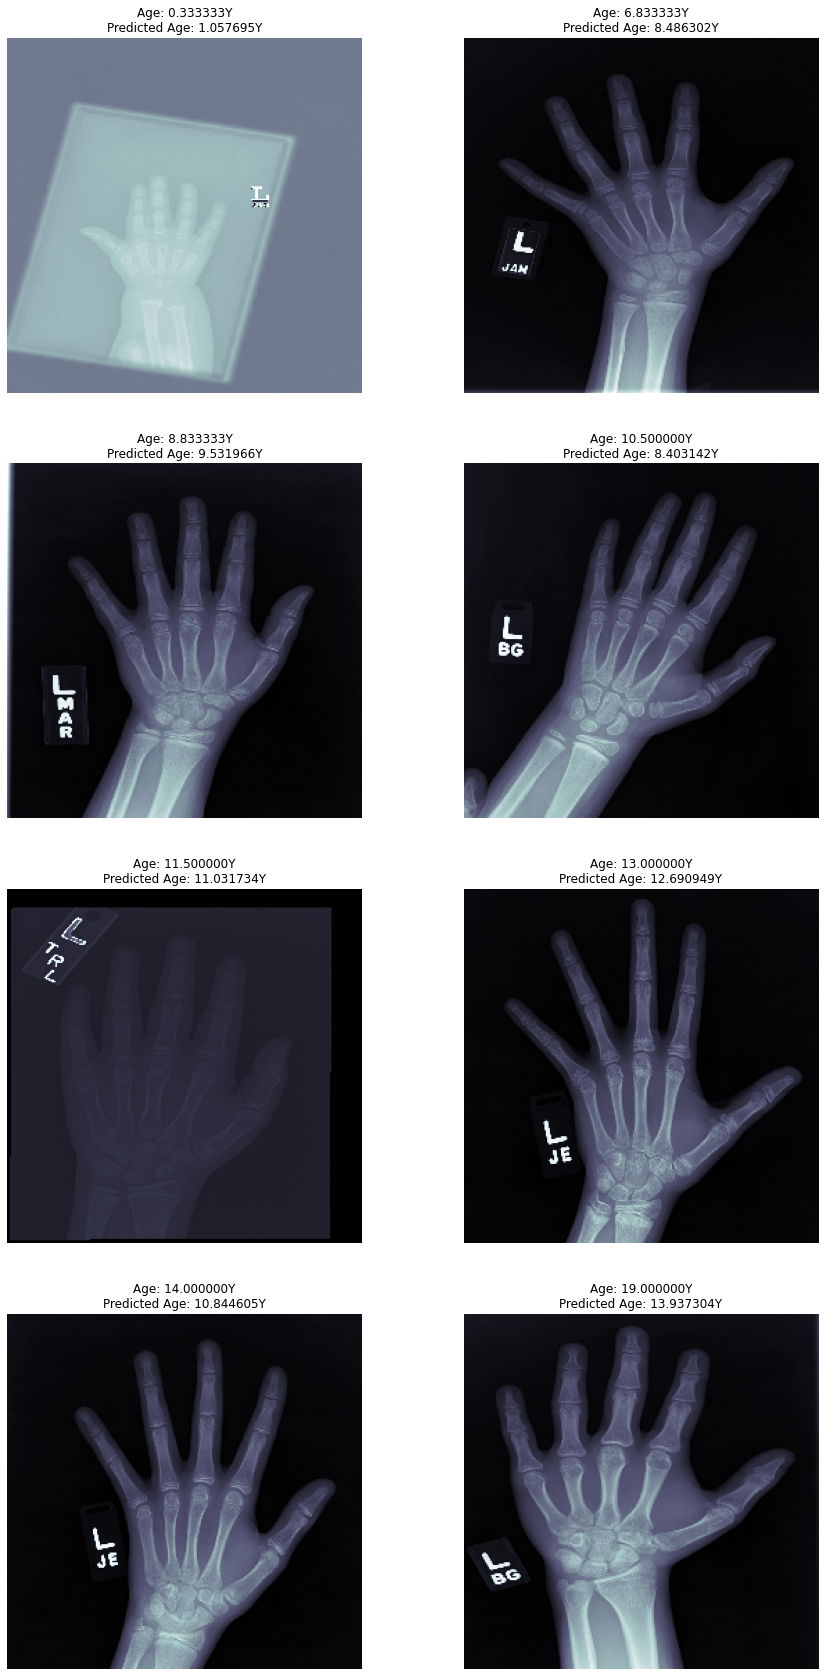 Age: 0.333333Y
Predicted Age: 1.057695Y
L
Age: 6.833333Y
Predicted Age: 8.486302Y
L
JAM
Age: 8.833333Y
Predicted Age: 9.531966Y
L
M
A
R
Age: 10.500000Y
Predicted Age: 8.403142Y
L
BG
Age: 11.500000Y
Predicted Age: 11.031734Y
L
T
R
L
Age: 13.000000Y
Predicted Age: 12.690949Y
L
JE
Age: 14.000000Y
Predicted Age: 10.844605Y
L
JE
Age: 19.000000Y
Predicted Age: 13.937304Y
L
BG